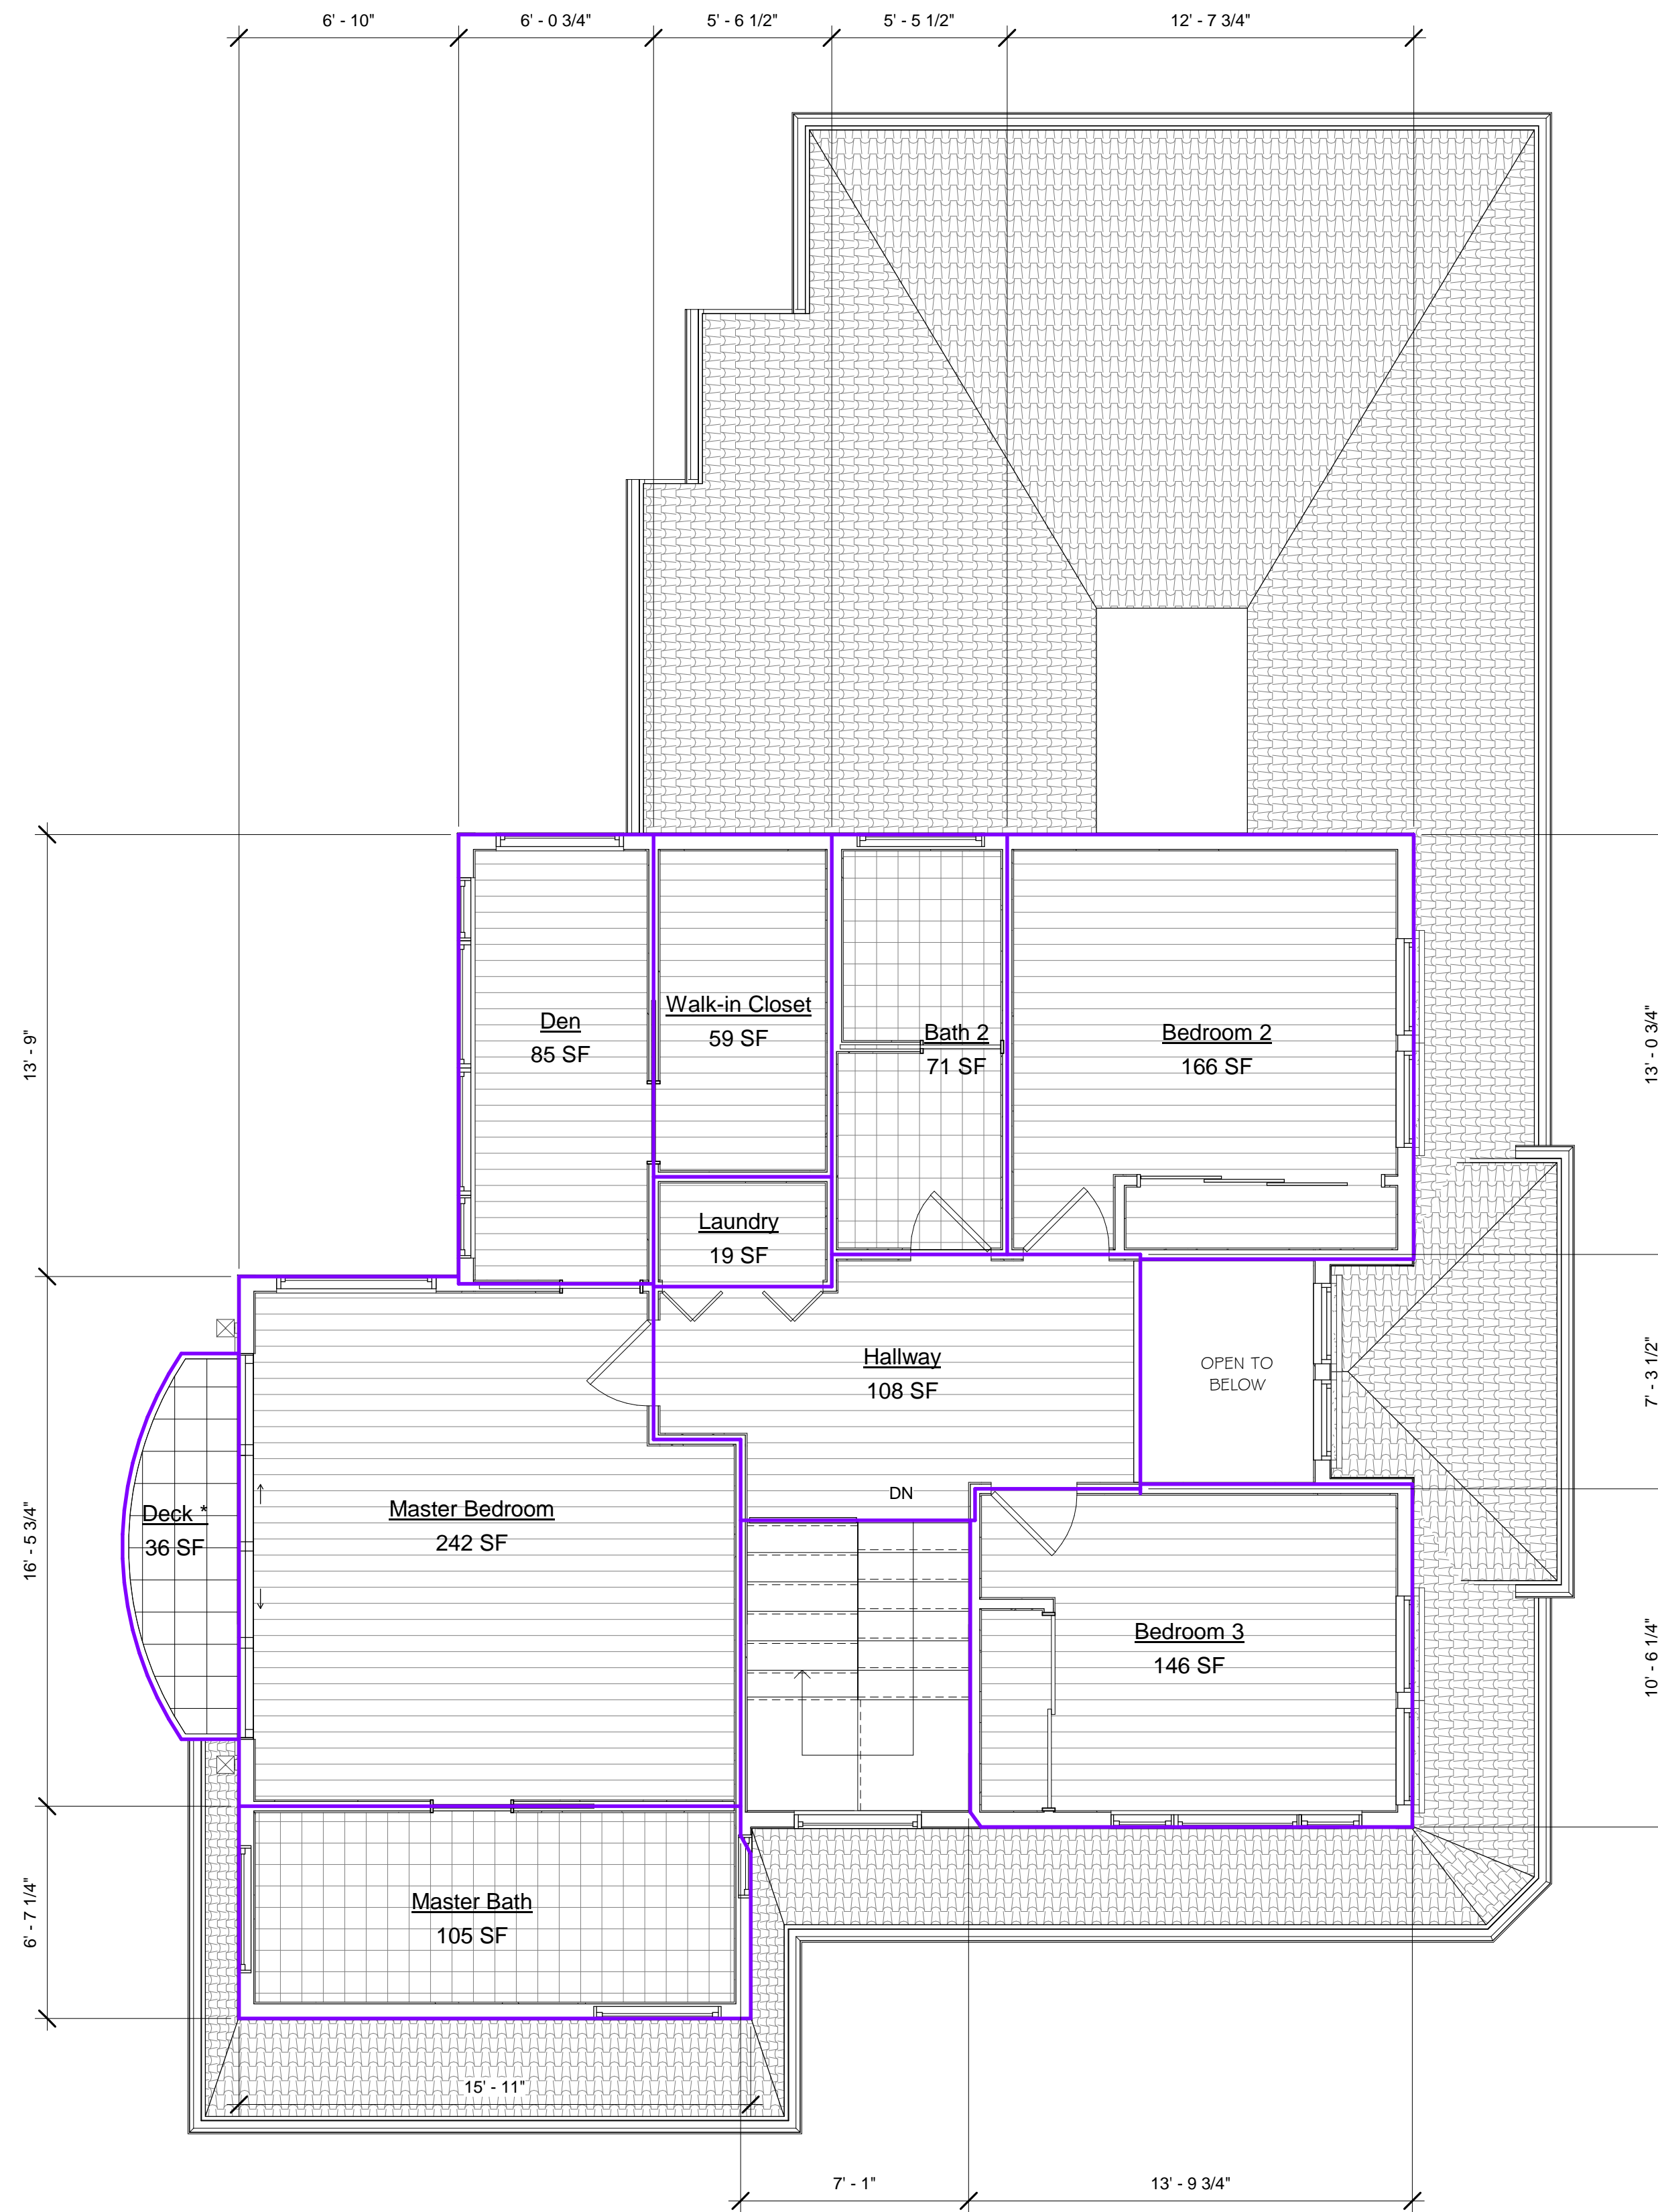 6' - 10"
6' - 0 3/4"
5' - 6 1/2"
5' - 5 1/2"
12' - 7 3/4"
13' - 9"
16' - 5 3/4"
6' - 7 1/4"
Den
85 SF
Walk-in Closet
59 SF
Bath 2
71 SF
Bedroom 2
166 SF
Laundry
19 SF
Hallway
108 SF
OPEN TO
BELOW
Deck *
36 SF
Master Bedroom
242 SF
DN
Bedroom 3
146 SF
Master Bath
105 SF
13' - 0 3/4"
7' - 3 1/2"
10' - 6 1/4"
15' - 11"
7' - 1"
13' - 9 3/4"